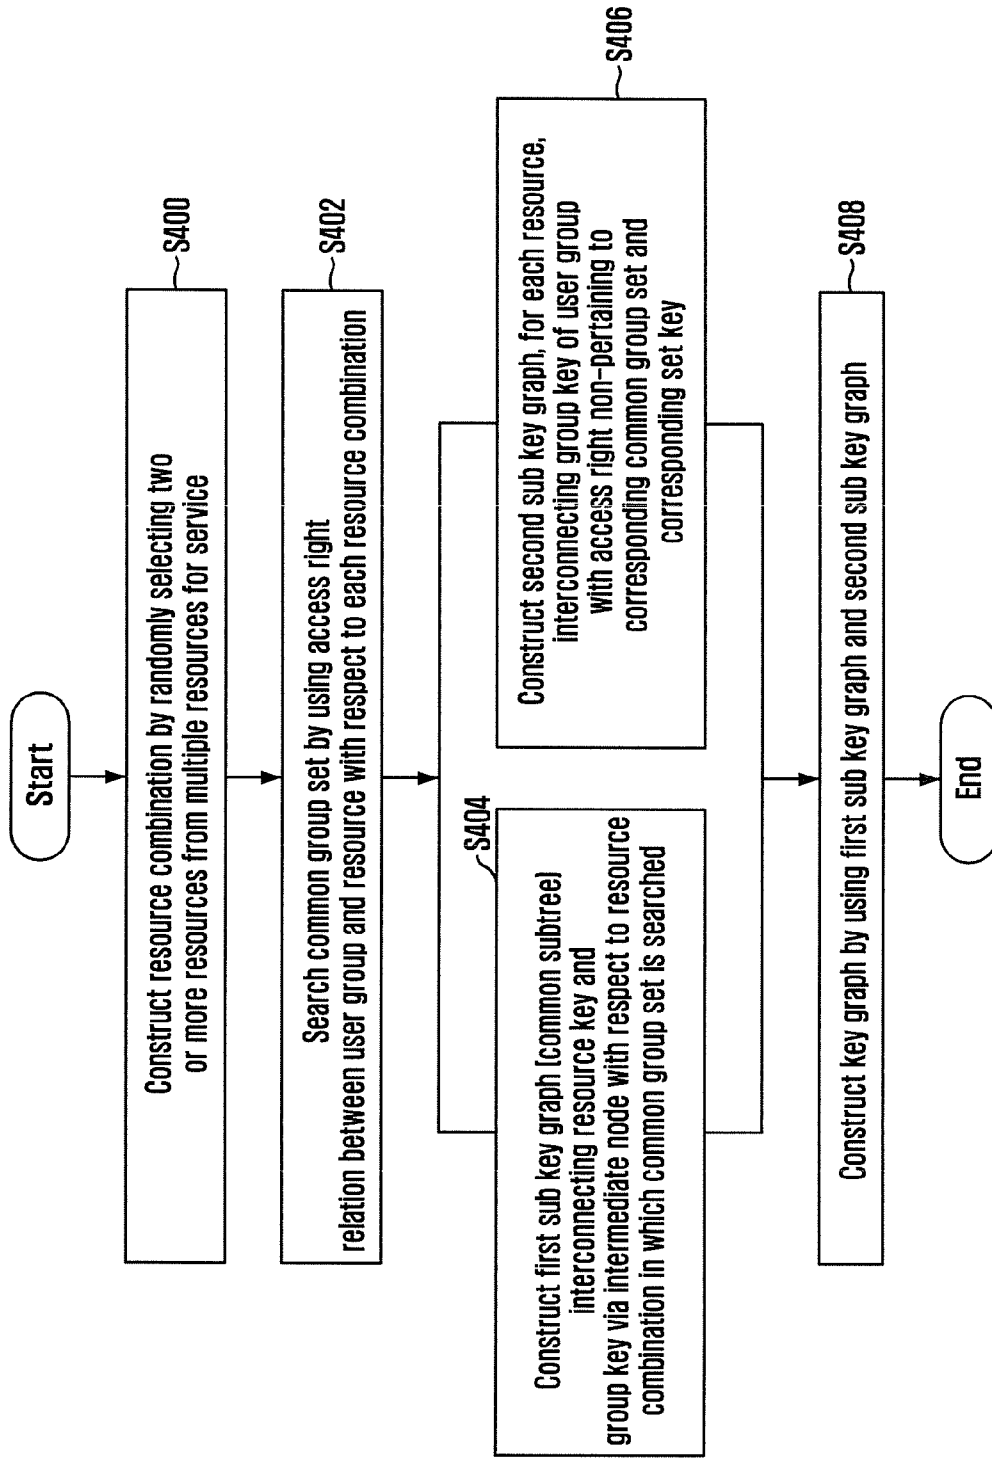 Start
S400
Construct resource combination by randomly selecting two
or more resources from multiple resources for service
S402
Search common group set by using access right
relation between user group and resource with respect to each resource combination
S404
Construct first sub key graph (common subtree)
interconnecting resource key and
group key via intermediate node with respect to resource
combination in which common group set is searched
S406
Construct second sub key graph, for each resource,
interconnecting group key of user group
with access right non-pertaining to
corresponding common group set and
corresponding set key
S408
Construct key graph by using first sub key graph and second sub key graph
End